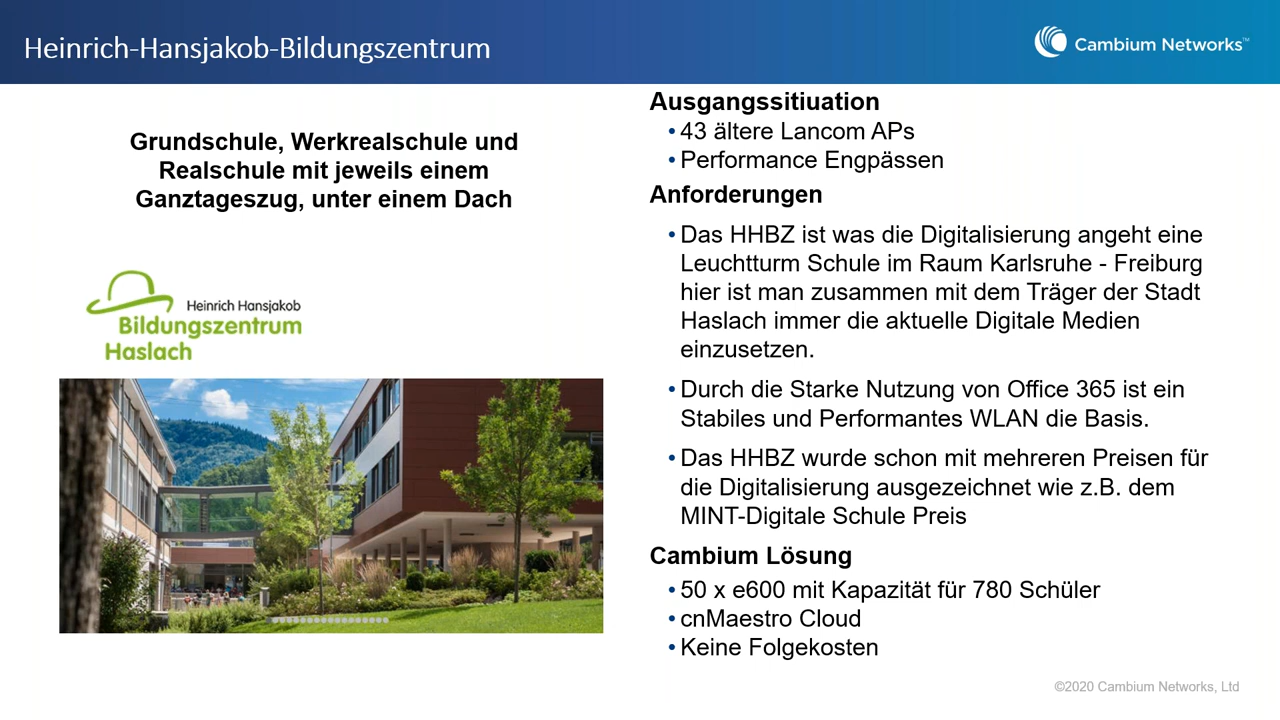 Heinrich-Hansjakob-Bildungszentrum
Cambium Networks™
Grundschule, Werkrealschule und
Realschule mit jeweils einem
Ganztageszug, unter einem Dach
Heinrich Hansjakob
Bildungszentrum
Haslach
Ausgangssitiuation
• 43 ältere Lancom APs
• Performance Engpässen
Anforderungen
• Das HHBZ ist was die Digitalisierung angeht eine
Leuchtturm Schule im Raum Karlsruhe - Freiburg
hier ist man zusammen mit dem Träger der Stadt
Haslach immer die aktuelle Digitale Medien
einzusetzen.
• Durch die Starke Nutzung von Office 365 ist ein
Stabiles und Performantes WLAN die Basis.
• Das HHBZ wurde schon mit mehreren Preisen für
die Digitalisierung ausgezeichnet wie z.B. dem
MINT-Digitale Schule Preis
Cambium Lösung
• 50 x e600 mit Kapazität für 780 Schüler
• cnMaestro Cloud
• Keine Folgekosten
©2020 Cambium Networks, Ltd